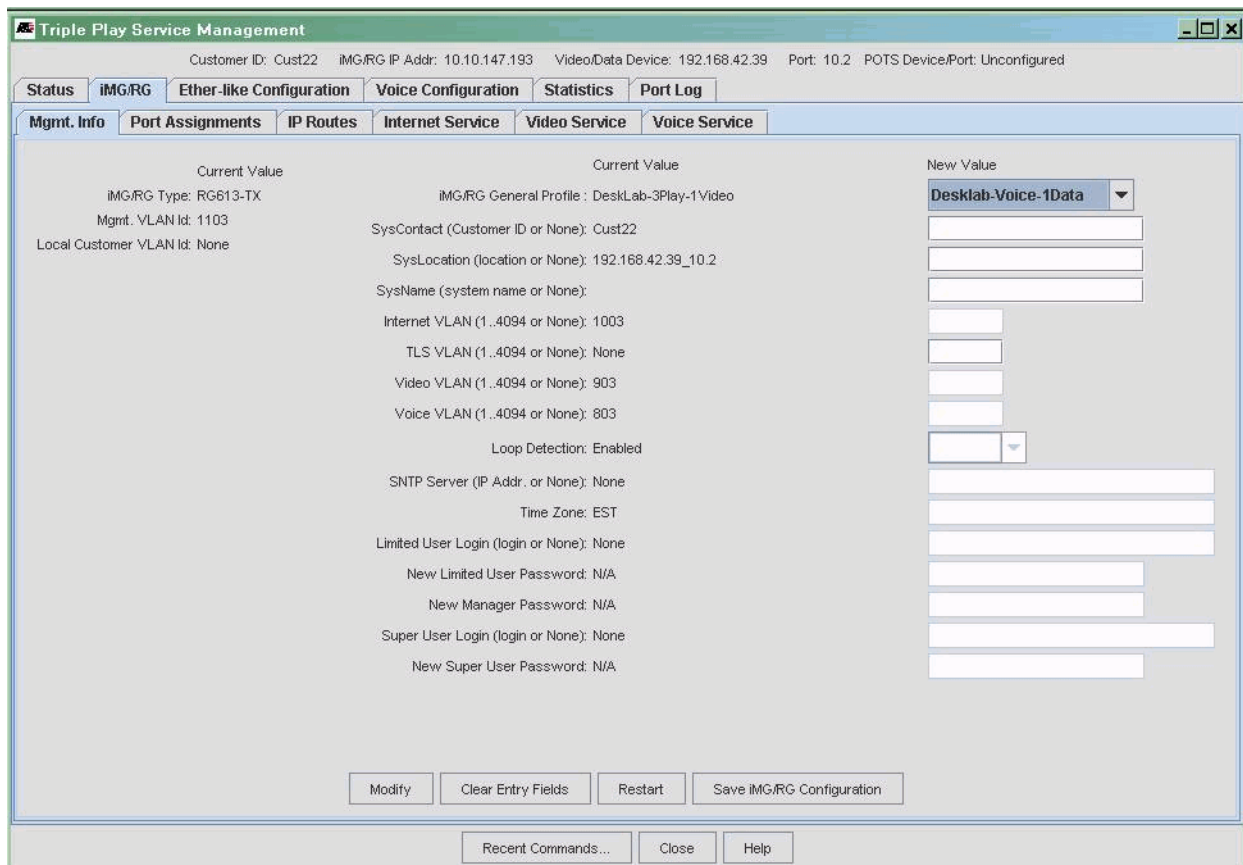 Triple Play Service Management
Customer ID: Cust22 iMG/RG IP Addr: 10.10.147.193 Video/Data Device: 192.168.42.39 Port: 10.2 POTS Device/Port: Unconfigured
Status iMG/RG Ether-like Configuration Voice Configuration Statistics Port Log
Mgmt. Info Port Assignments IP Routes Internet Service Video Service Voice Service
Current Value Current Value New Value
iMG/RG Type: RG613-TX iMG/RG General Profile : DeskLab-3Play-1Video Desklab-Voice-1Data
Mgmt. VLAN Id: 1103
SysContact (Customer ID or None): Cust22
Local Customer VLAN Id: None
SysLocation (location or None): 192.168.42.39_10.2
SysName (system name or None):
Internet VLAN (1..4094 or None): 1003
TLS VLAN (1..4094 or None): None
Video VLAN (1..4094 or None): 903
Voice VLAN (1..4094 or None): 803
Loop Detection: Enabled
SNTP Server (IP Addr. or None): None
Time Zone: EST
Limited User Login (login or None): None
New Limited User Password: N/A
New Manager Password: N/A
Super User Login (login or None): None
New Super User Password: N/A
Modify Clear Entry Fields Restart Save iMG/RG Configuration
Recent Commands... Close Help